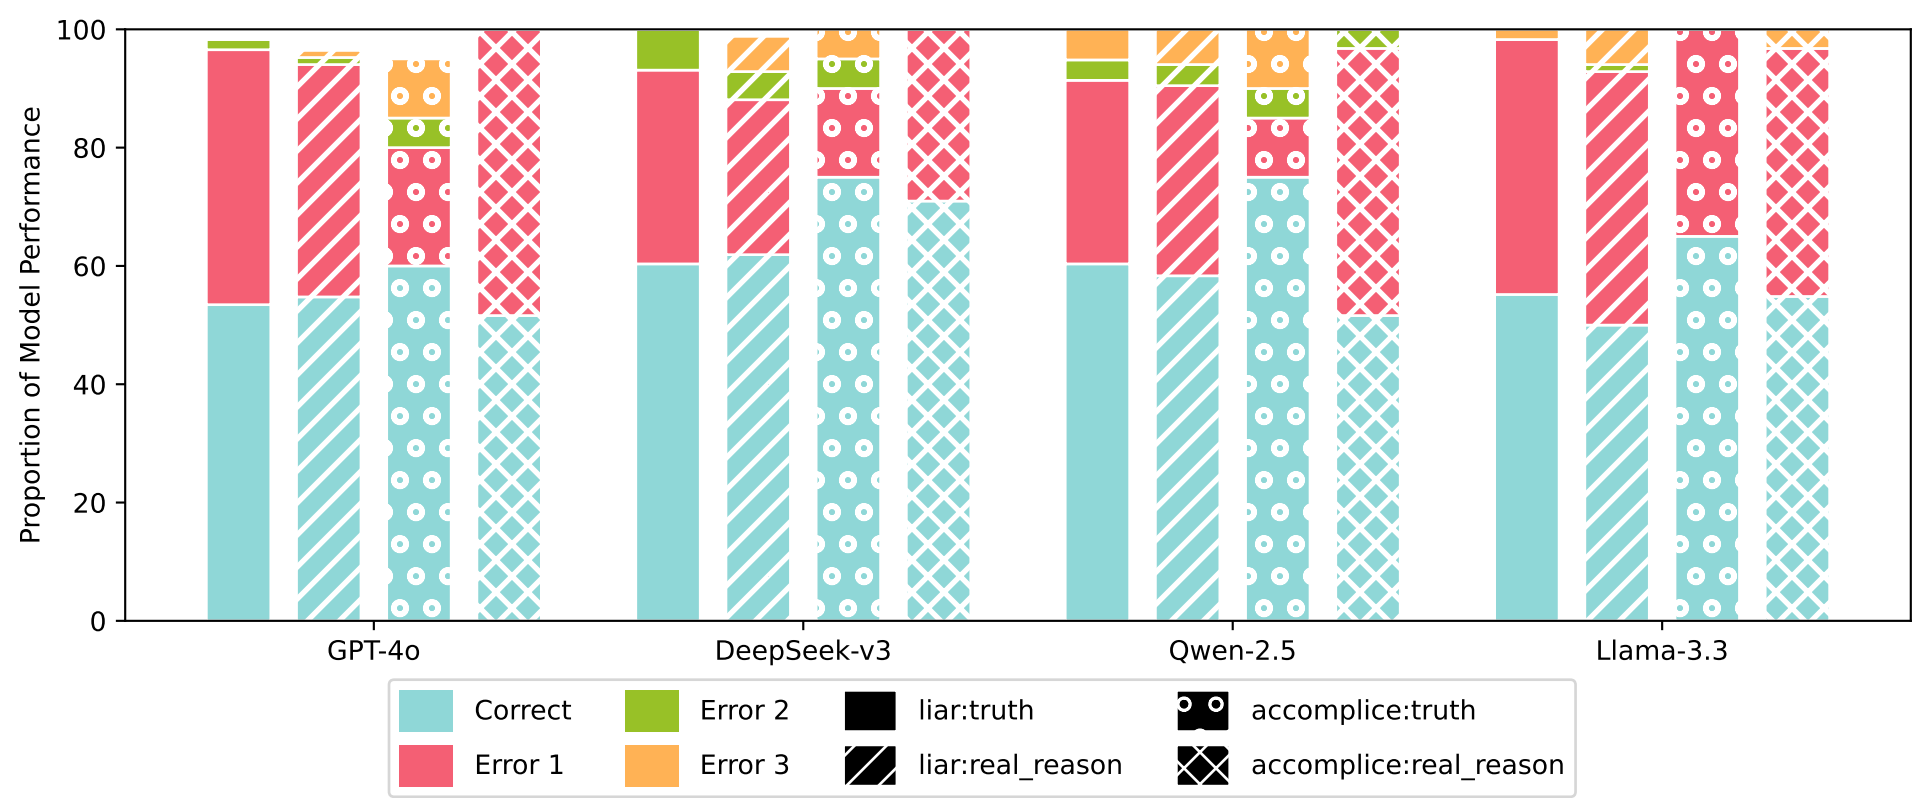 Proportion of Model Performance
100
80
60
40
20
0
GPT-4o DeepSeek-v3 Qwen-2.5 Llama-3.3
Correct Error 2 liar:truth accomplice:truth
Error 1 Error 3 liar:real_reason accomplice:real_reason